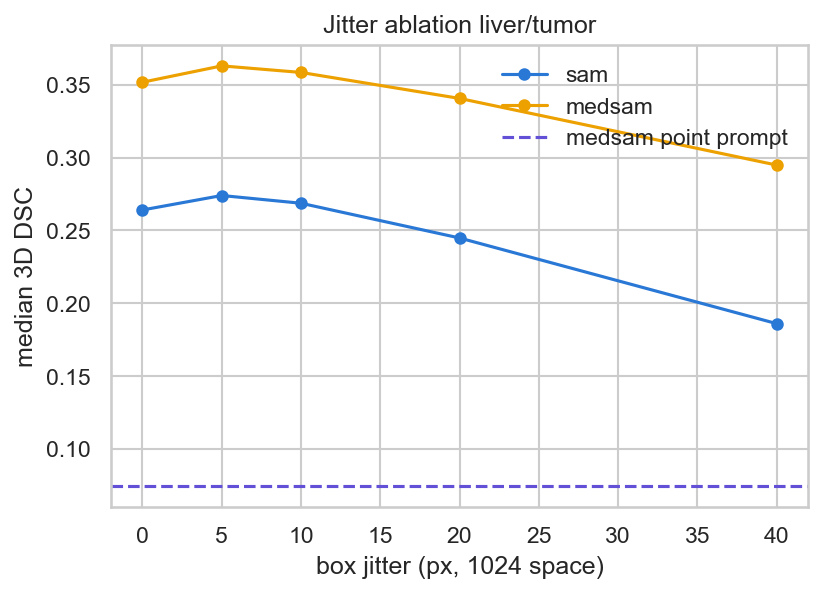 Jitter ablation liver/tumor
sam
medsam
medsam point prompt
median 3D DSC
0.35
0.30
0.25
0.20
0.15
0.10
0 5 10 15 20 25 30 35 40
box jitter (px, 1024 space)